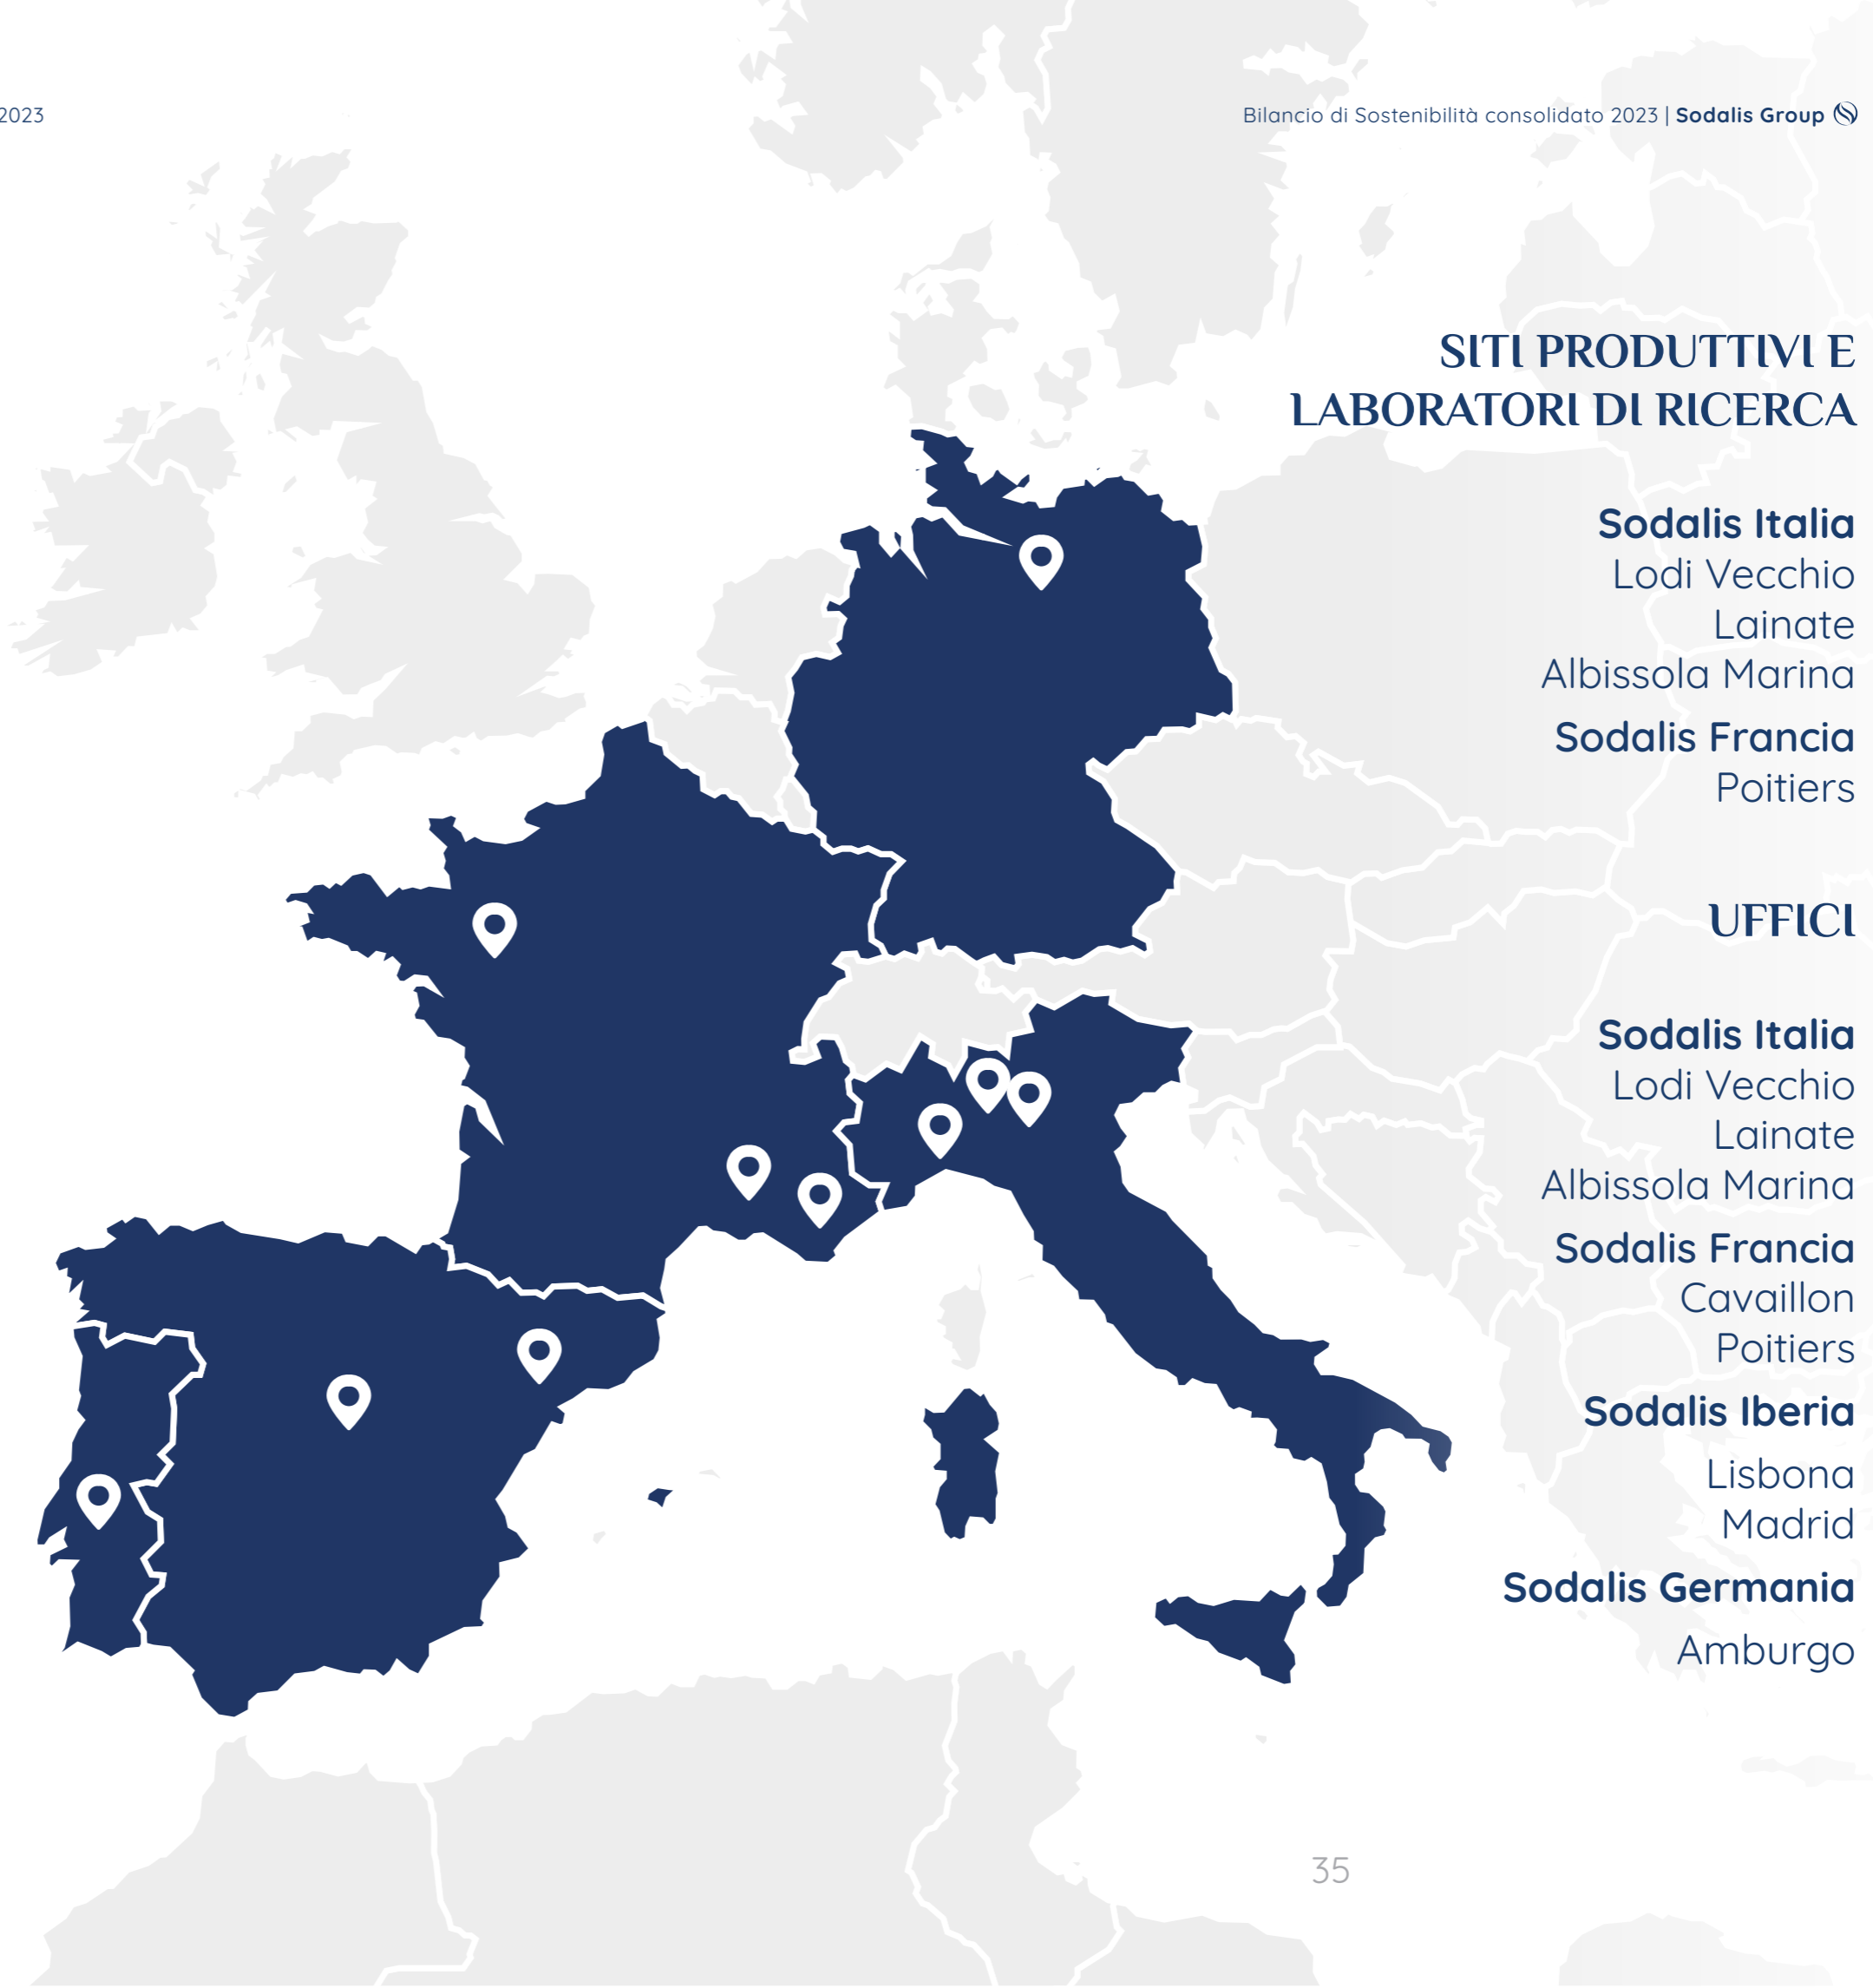 2023
Bilancio di Sostenibilità consolidato 2023 | Sodalis Group
SITI PRODUTTIVI E
LABORATORI DI RICERCA
Sodalis Italia
Lodi Vecchio
Lainate
Albissola Marina
Sodalis Francia
Poitiers
UFFICI
Sodalis Italia
Lodi Vecchio
Lainate
Albissola Marina
Sodalis Francia
Cavaillon
Poitiers
Sodalis Iberia
Lisbona
Madrid
Sodalis Germania
Amburgo
35